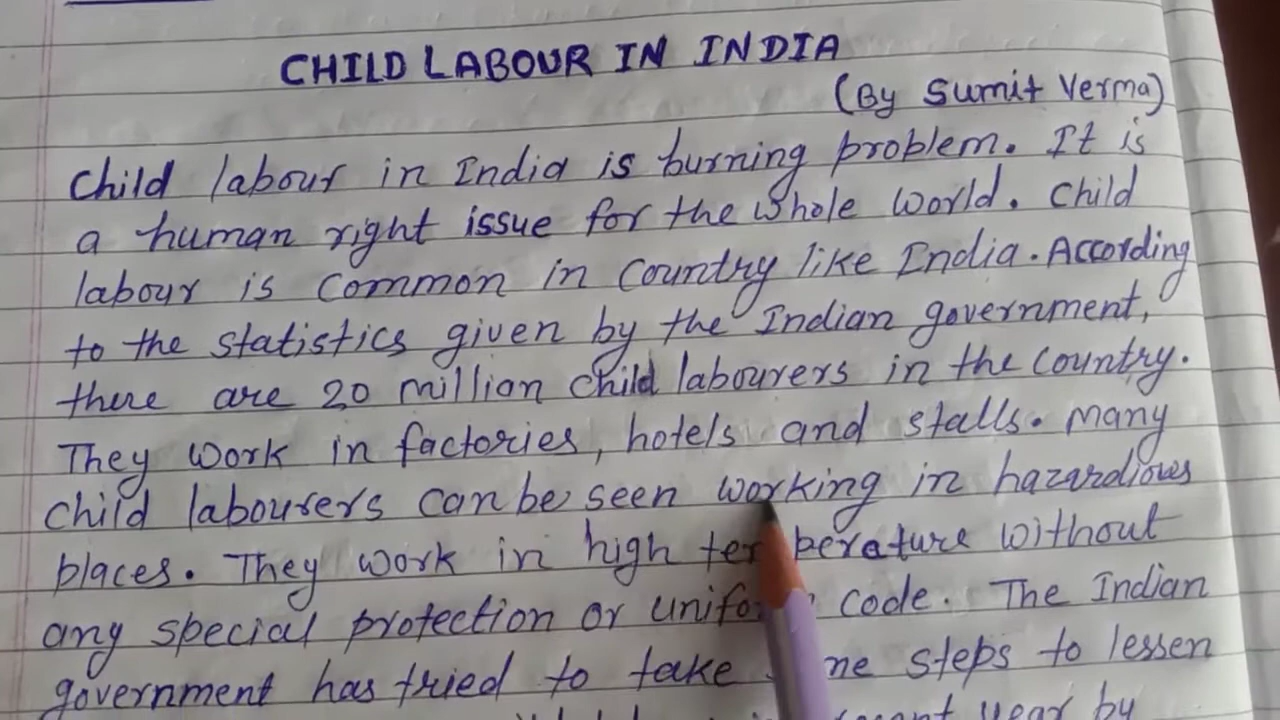 CHILD LABOUR IN INDIA
(By Sumit Verma)
Child labour in India is burning problem. It is
a human right issue for the whole world. Child
labour is common in country like India. According
to the statistics given by the Indian government,
there are 20 million child labourers in the country.
They work in factories, hotels and stalls. Many
child labourers can be seen working in hazardious
places. They work in high
without
any special protection or code. The Indian
government has tried to take steps to lessen
year by